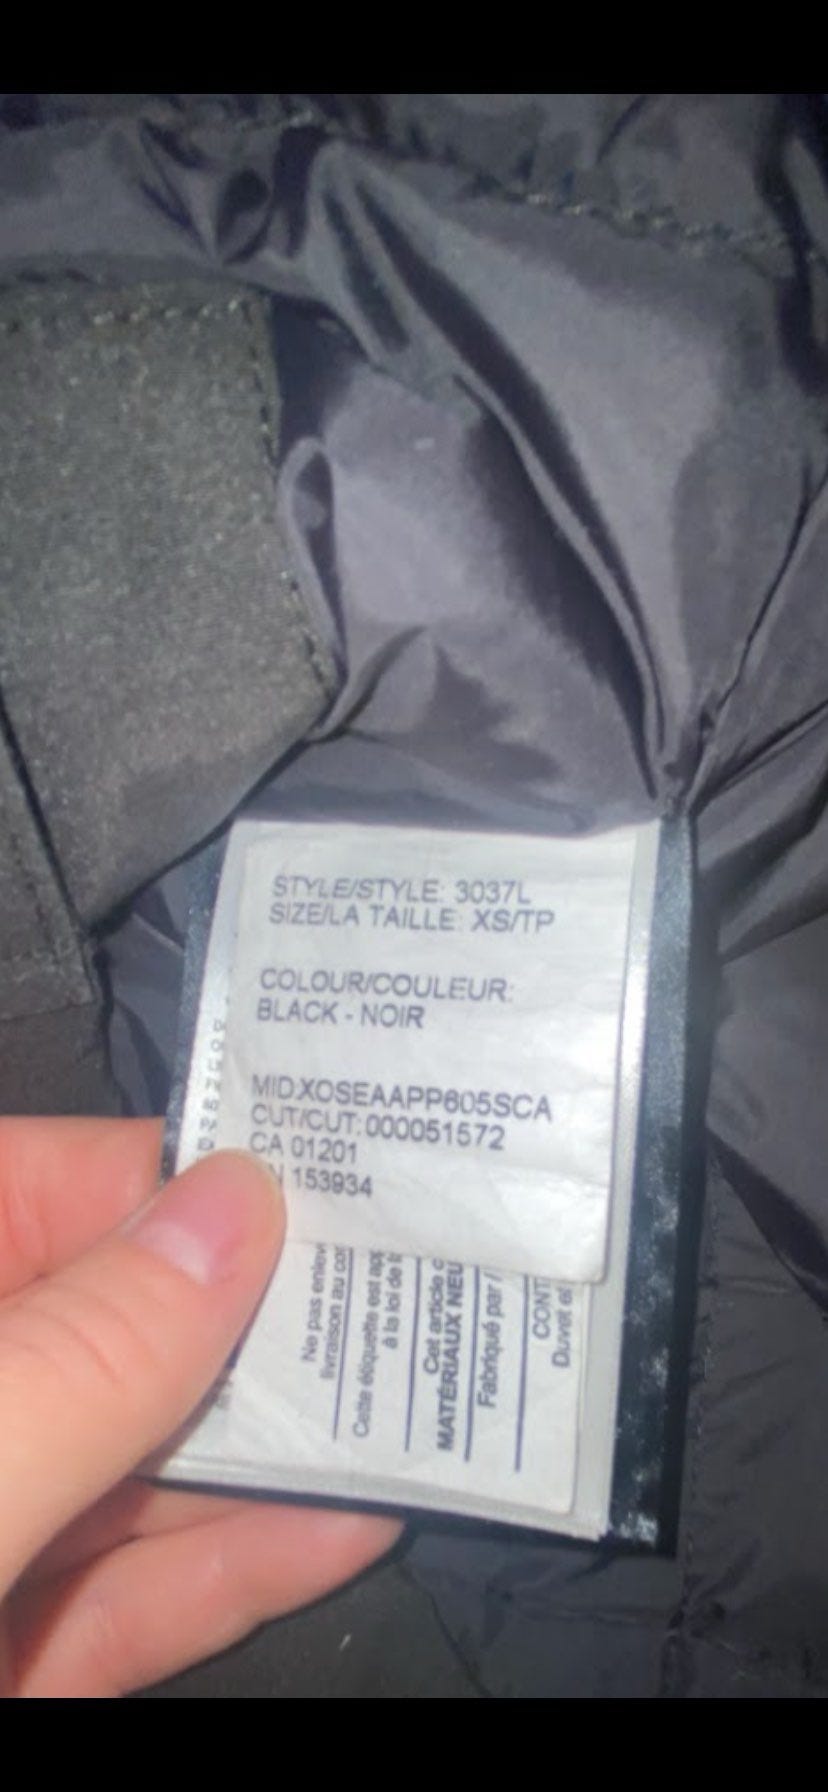 STYLE/STYLE: 3037L
SIZE/LA TAILLE: XS/TP
COLOUR/COULEUR:
BLACK - NOIR
MID:XOSEAAPP605SCA
CUT/CUT: 000051572
CA 01201
153934
Ne pas enlev
livraison au con
Cette étiquette est app
à la loi de
Cet article
MATÉRIAUX NEU
Fabriqué par
CONT
Duvet et